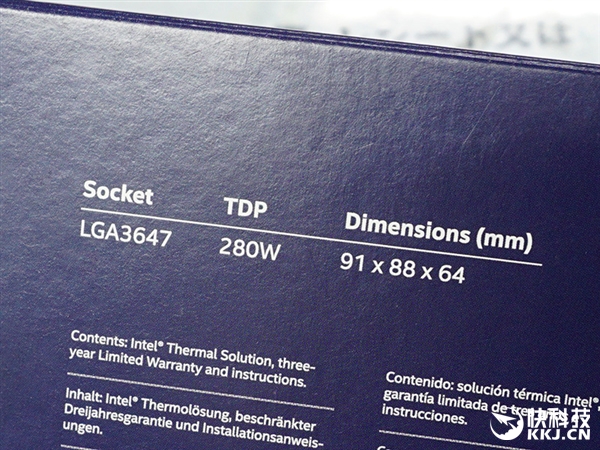 Socket TDP Dimensions (mm)
LGA3647 280W 91 x 88 x 64
Contents: Intel® Thermal Solution, three-
year Limited Warranty and instructions.
Inhalt: Intel® Thermolösung, beschränkter
Dreijahresgarantie und Installationsanweis-
ungen.
Contenido: solución térmica Intel®
garantía limitada de tres
instrucciones.
快科技
KKJ.CN